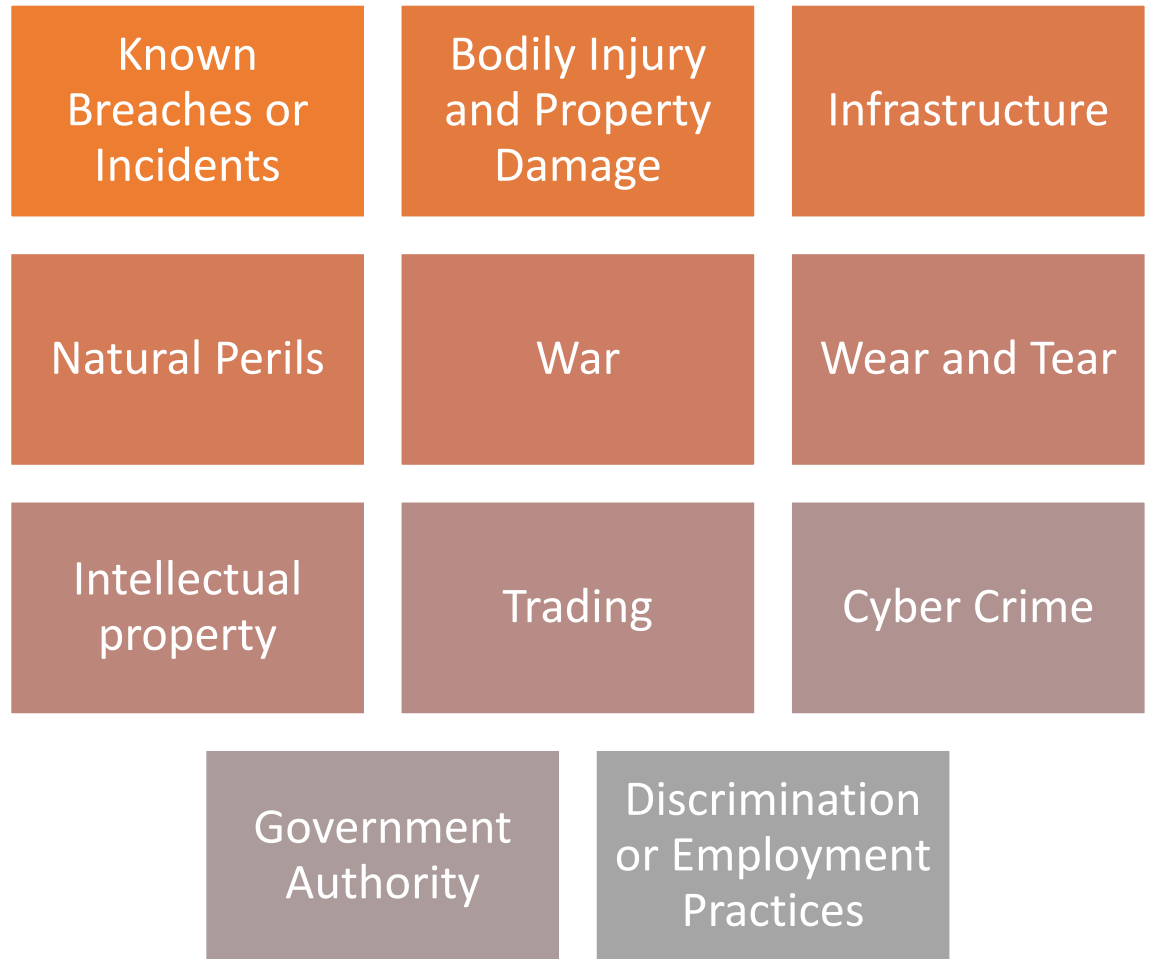 Known
Breaches or
Incidents
Bodily Injury
and Property
Damage
Infrastructure
Natural Perils
War
Wear and Tear
Intellectual
property
Trading
Cyber Crime
Government
Authority
Discrimination
or Employment
Practices